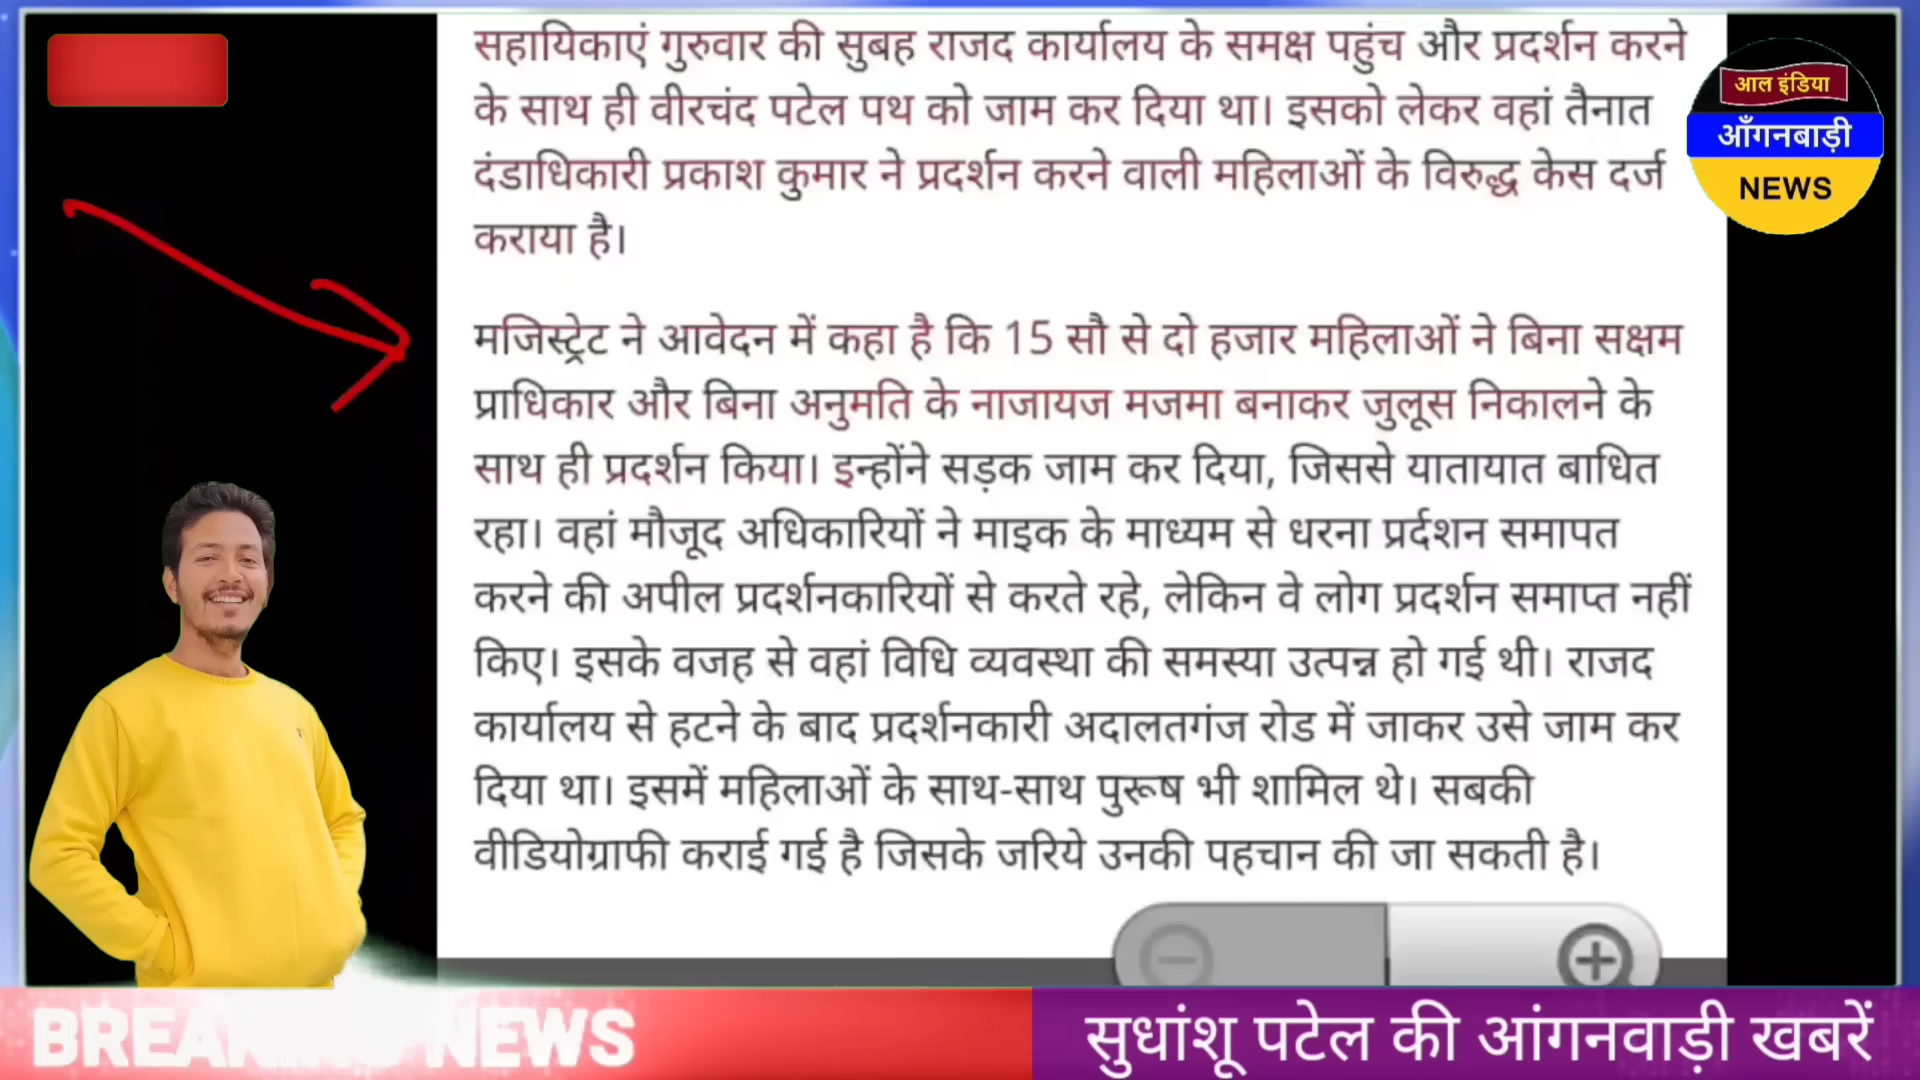 सहायिकाएं गुरुवार की सुबह राजद कार्यालय के समक्ष पहुंच और प्रदर्शन करने
के साथ ही वीरचंद पटेल पथ को जाम कर दिया था। इसको लेकर वहां तैनात
दंडाधिकारी प्रकाश कुमार ने प्रदर्शन करने वाली महिलाओं के विरुद्ध केस दर्ज
कराया है।
मजिस्ट्रेट ने आवेदन में कहा है कि 15 सौ से दो हजार महिलाओं ने बिना सक्षम
प्राधिकार और बिना अनुमति के नाजायज मजमा बनाकर जुलूस निकालने के
साथ ही प्रदर्शन किया। इन्होंने सड़क जाम कर दिया, जिससे यातायात बाधित
रहा। वहां मौजूद अधिकारियों ने माइक के माध्यम से धरना प्रर्दशन समापत
करने की अपील प्रदर्शनकारियों से करते रहे, लेकिन वे लोग प्रदर्शन समाप्त नहीं
किए। इसके वजह से वहां विधि व्यवस्था की समस्या उत्पन्न हो गई थी। राजद
कार्यालय से हटने के बाद प्रदर्शनकारी अदालतगंज रोड में जाकर उसे जाम कर
दिया था। इसमें महिलाओं के साथ-साथ पुरूष भी शामिल थे। सबकी
वीडियोग्राफी कराई गई है जिसके जरिये उनकी पहचान की जा सकती है।
आल इंडिया
आँगनबाड़ी
NEWS
BREAKING NEWS
सुधांशू पटेल की आंगनवाड़ी खबरें